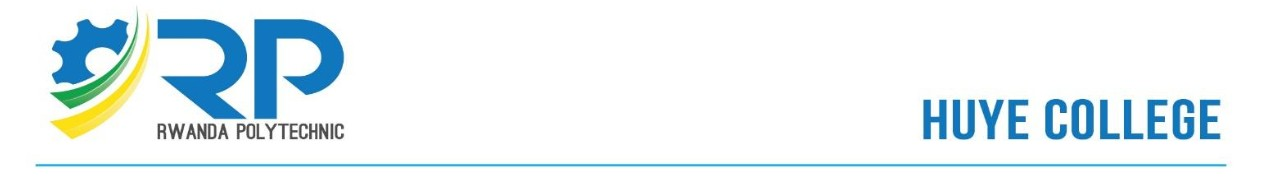 RP
RWANDA POLYTECHNIC
HUYE COLLEGE